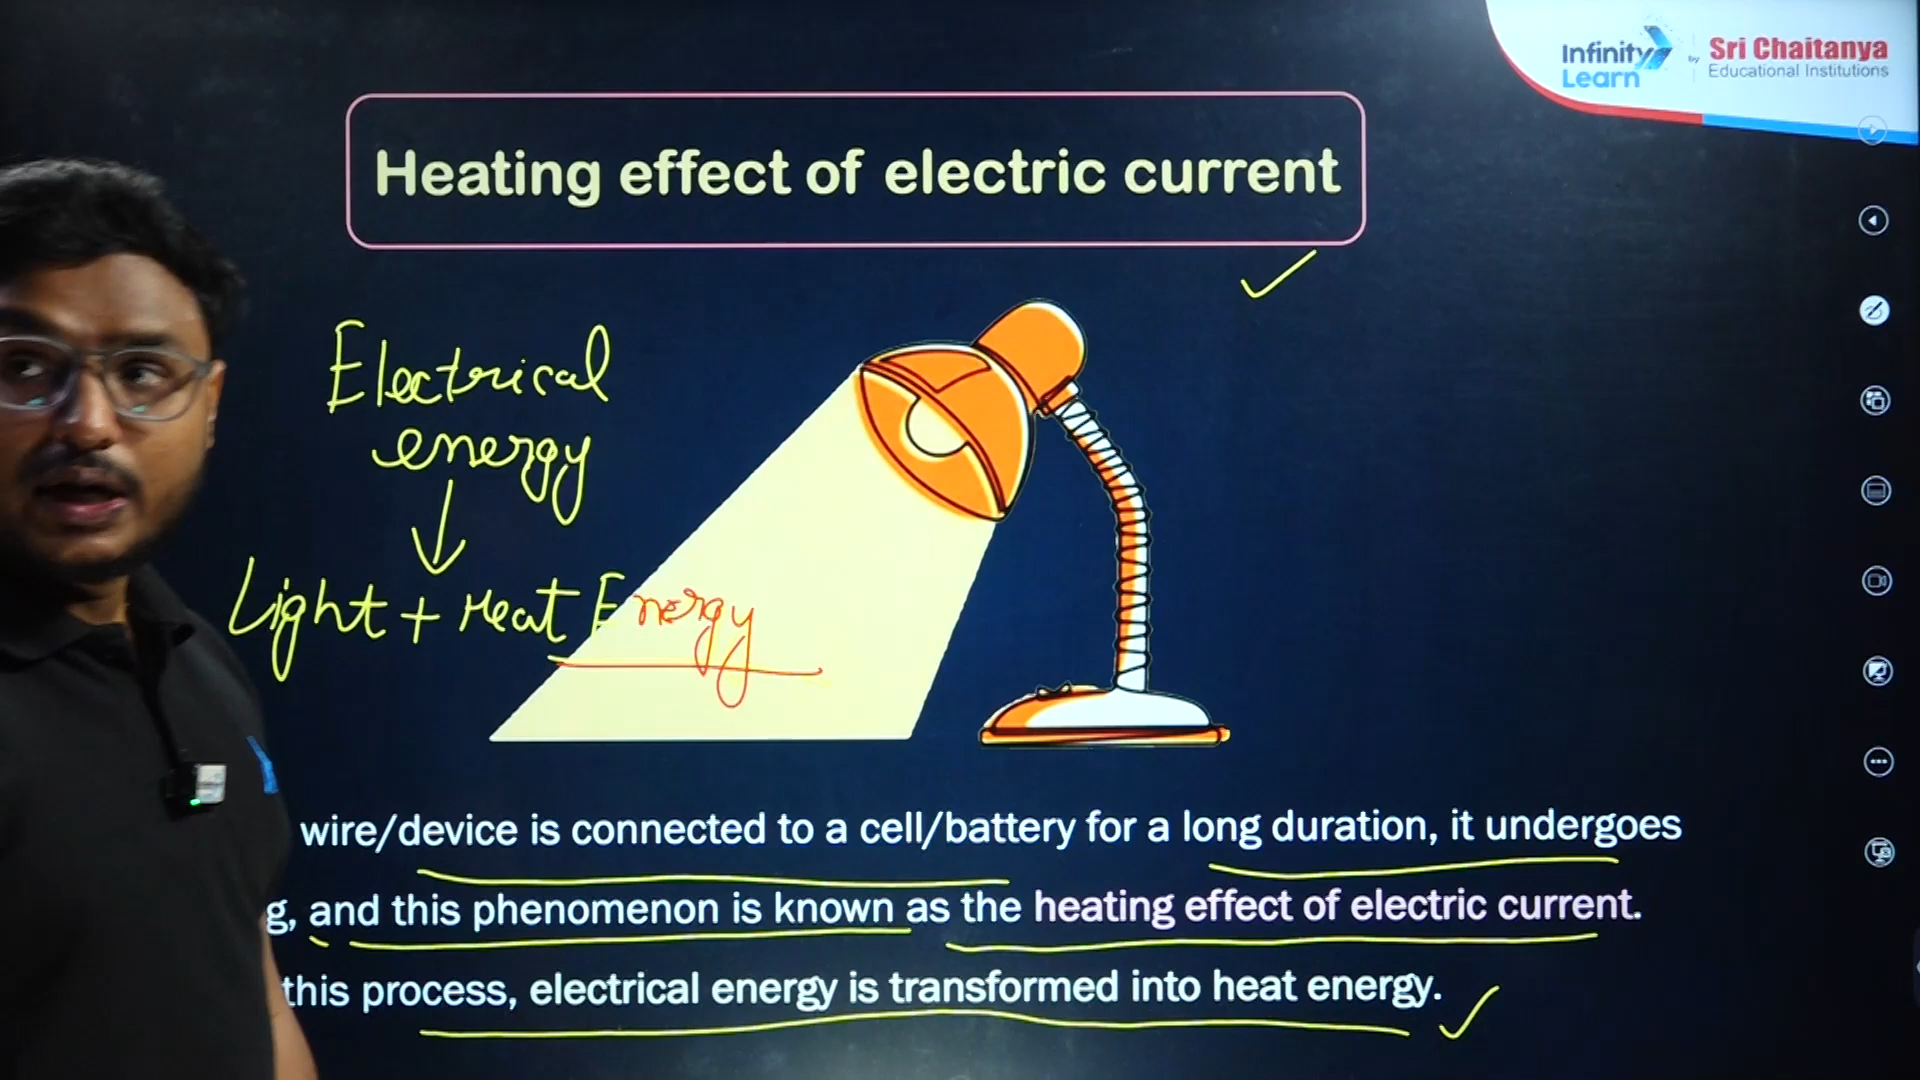 Infinity Learn by Sri Chaitanya
Educational Institutions
Heating effect of electric current
Electrical
energy
Light + Heat Energy
wire/device is connected to a cell/battery for a long duration, it undergoes
g, and this phenomenon is known as the heating effect of electric current.
this process, electrical energy is transformed into heat energy.